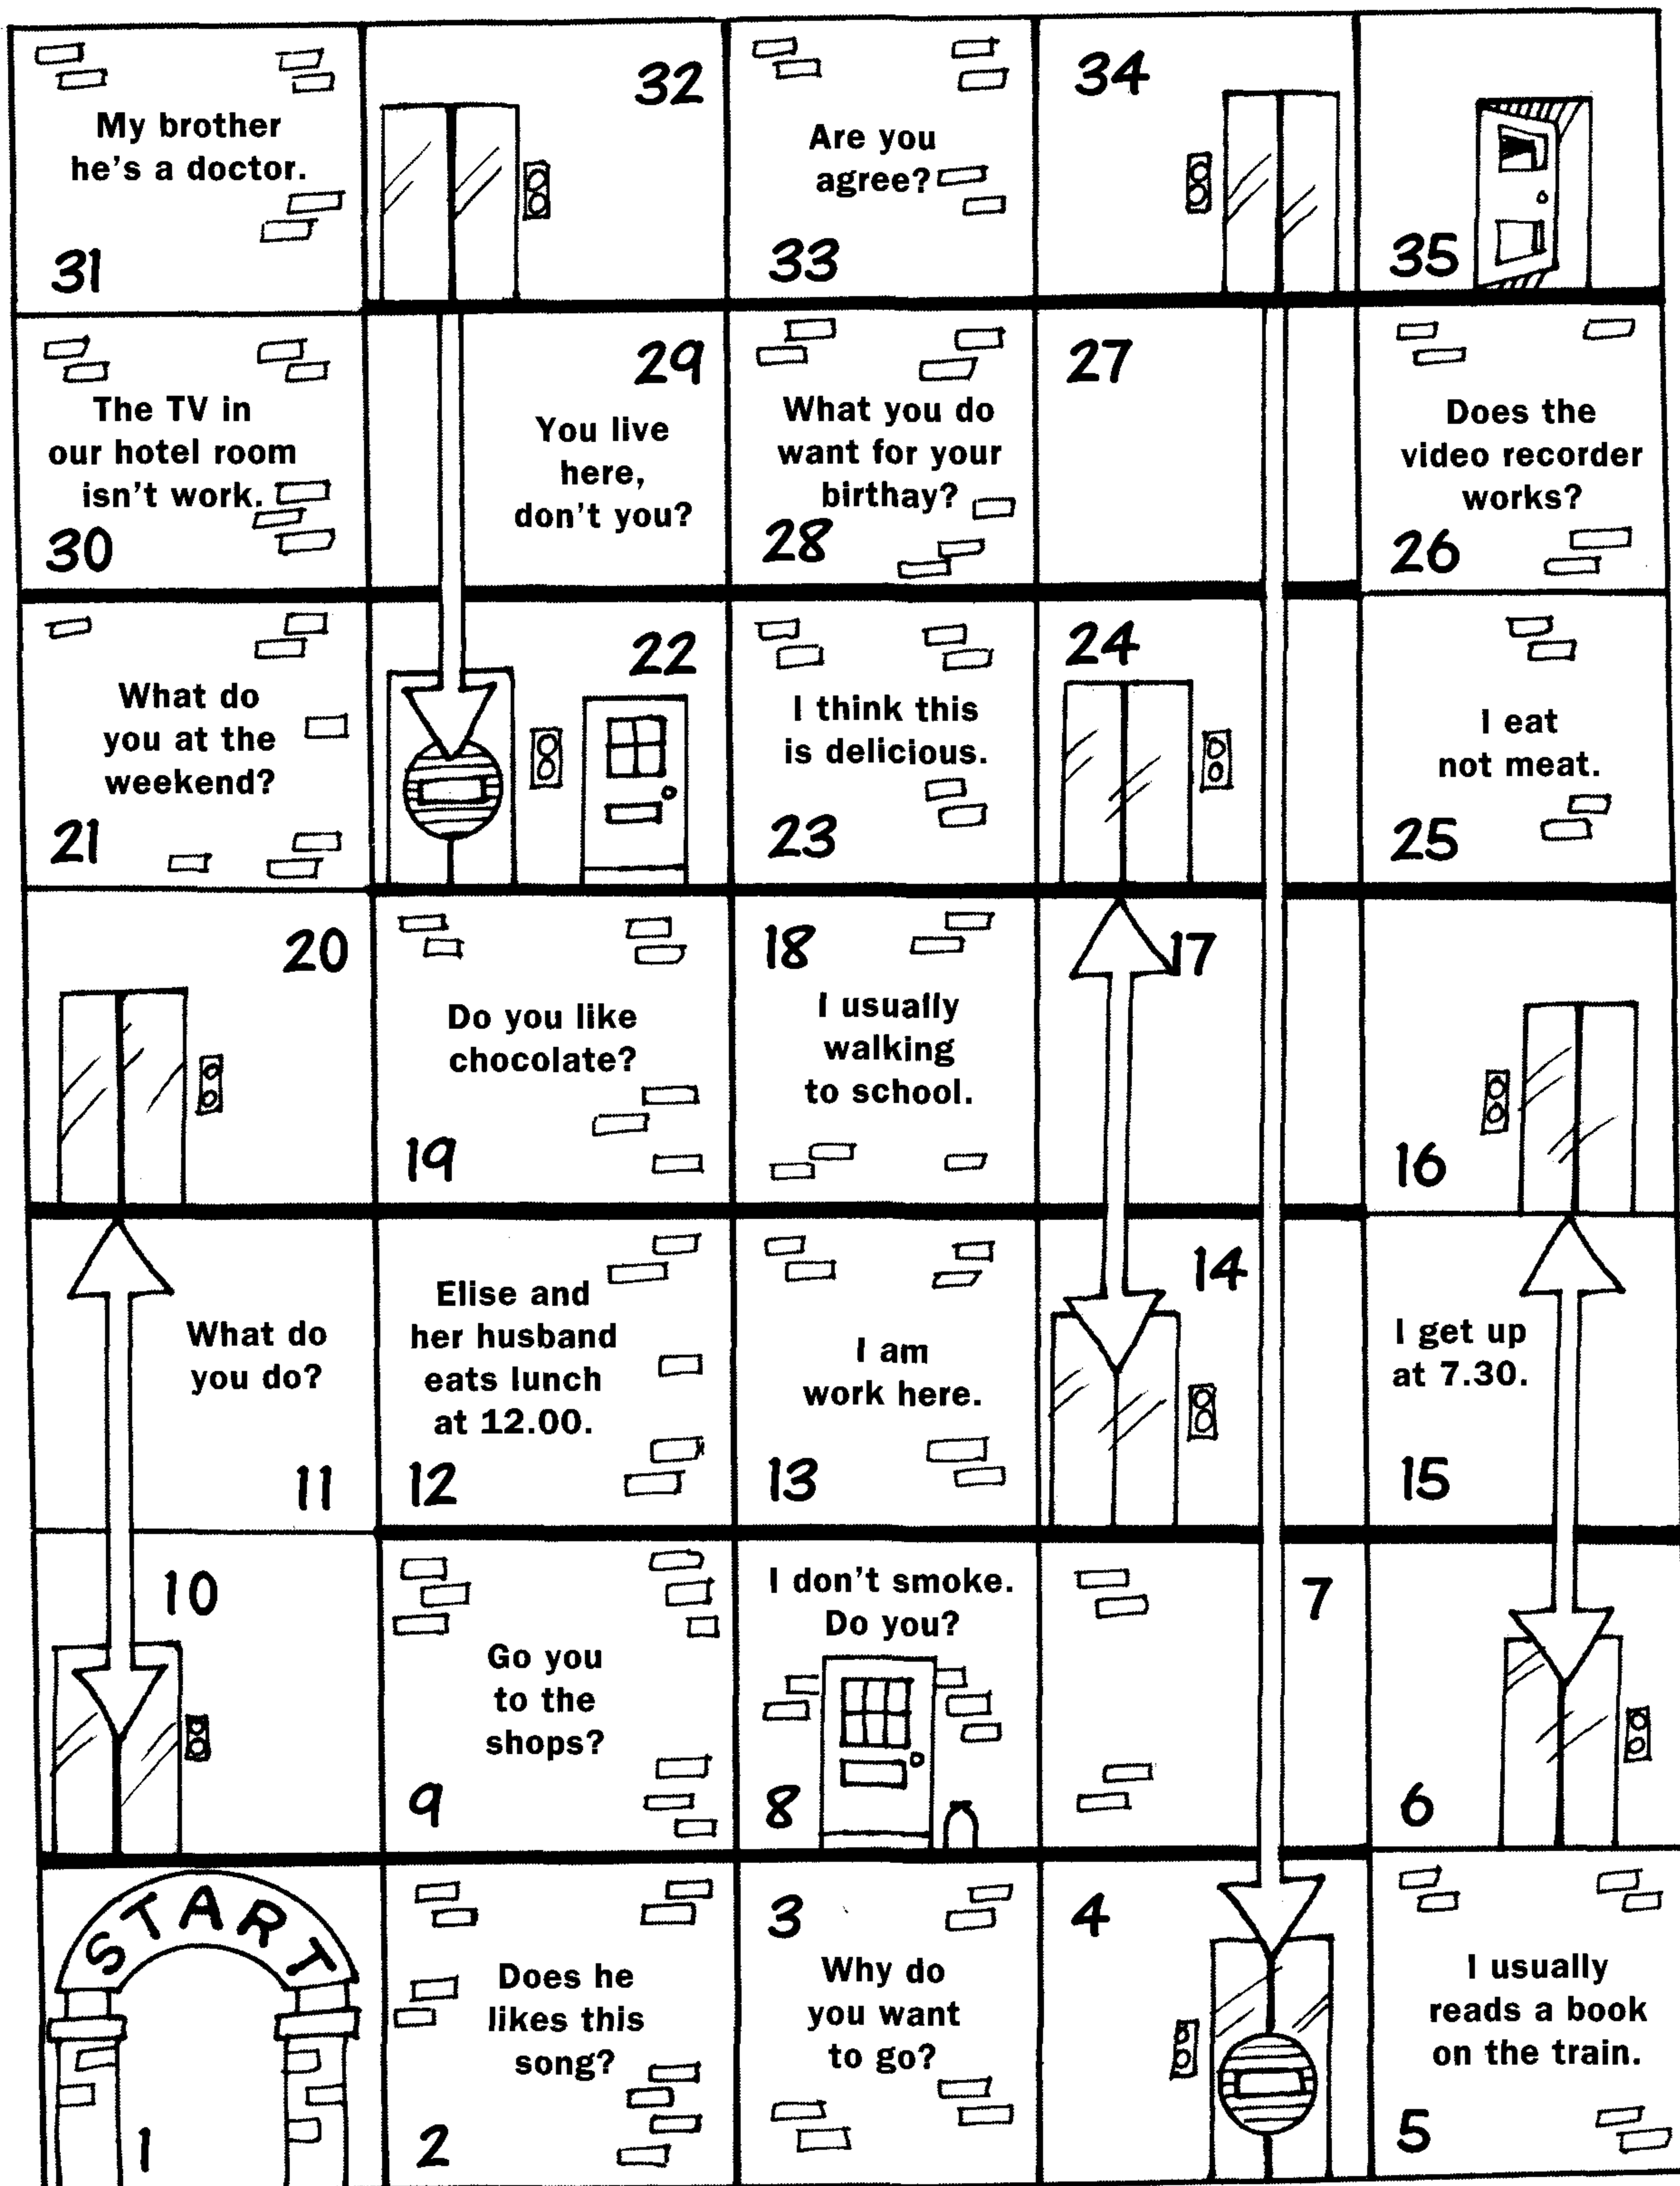 My brother
he's a doctor.
31
32
Are you
agree?
33
34
35
The TV in
our hotel room
isn't work.
30
29
You live
here,
don't you?
What you do
want for your
birthay?
28
27
Does the
video recorder
works?
26
What do
you at the
weekend?
21
22
I think this
is delicious.
23
24
I eat
not meat.
25
20
Do you like
chocolate?
19
18
I usually
walking
to school.
17
16
What do
you do?
11
Elise and
her husband
eats lunch
at 12.00.
12
I am
work here.
13
14
I get up
at 7.30.
15
10
Go you
to the
shops?
9
I don't smoke.
Do you?
8
7
6
START
1
Does he
likes this
song?
2
3
Why do
you want
to go?
4
I usually
reads a book
on the train.
5